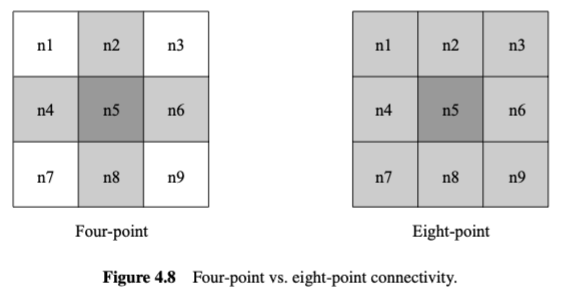 n1 n2 n3 n1 n2 n3
n4 n5 n6 n4 n5 n6
n7 n8 n9 n7 n8 n9
Four-point Eight-point
Figure 4.8 Four-point vs. eight-point connectivity.